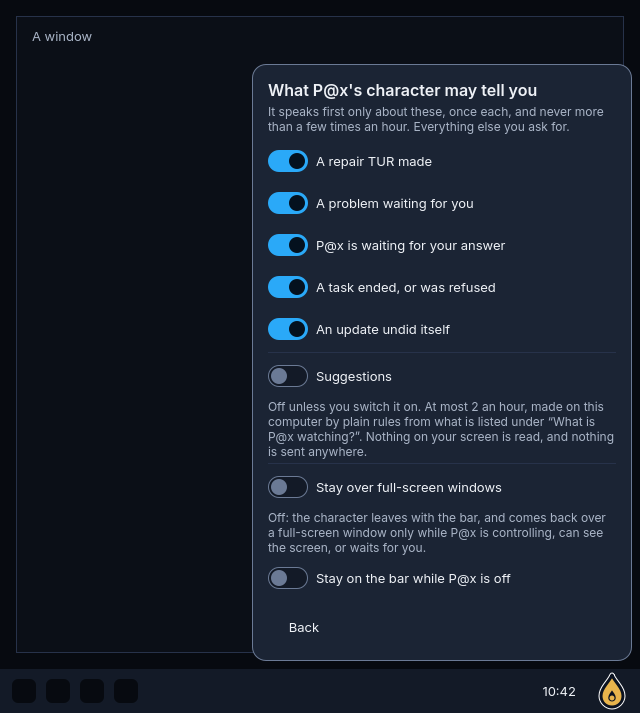 A window
What P@x's character may tell you
It speaks first only about these, once each, and never more
than a few times an hour. Everything else you ask for.
A repair TUR made
A problem waiting for you
P@x is waiting for your answer
A task ended, or was refused
An update undid itself
Suggestions
Off unless you switch it on. At most 2 an hour, made on this
computer by plain rules from what is listed under “What is
P@x watching?”. Nothing on your screen is read, and nothing
is sent anywhere.
Stay over full-screen windows
Off: the character leaves with the bar, and comes back over
a full-screen window only while P@x is controlling, can see
the screen, or waits for you.
Stay on the bar while P@x is off
Back
10:42